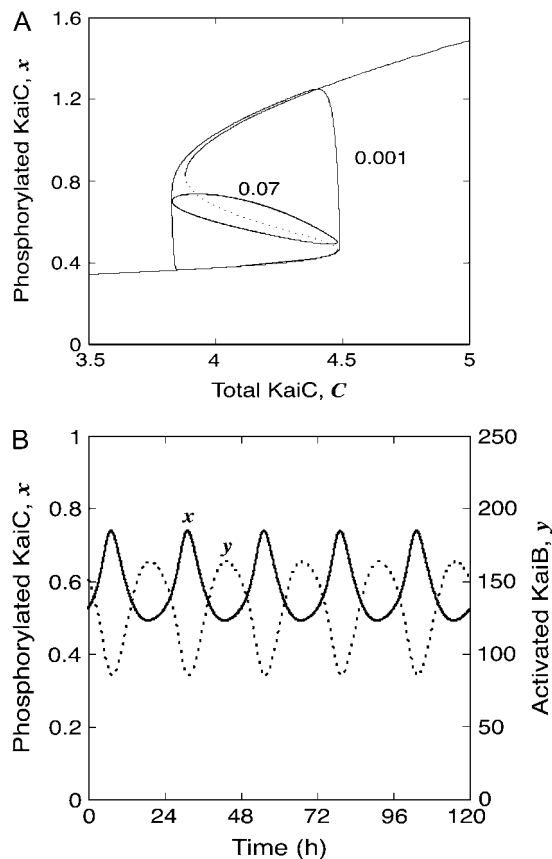 A
Phosphorylated KaiC, x
1.6
1.2
0.8
0.4
0
0.001
0.07
3.5 4 4.5 5
Total KaiC, C
B
Phosphorylated KaiC, x
1
0.8
0.6
0.4
0.2
0
x
y
250
200
150
100
50
0
Activated KaiB, y
0 24 48 72 96 120
Time (h)